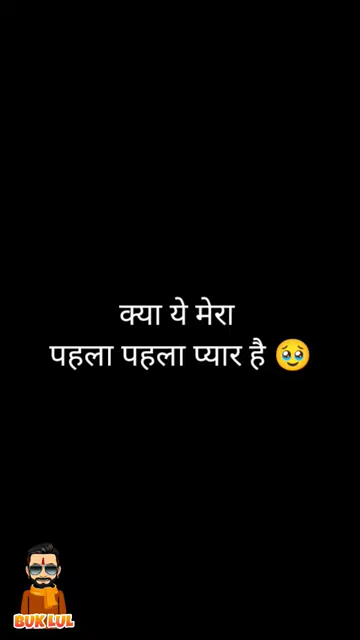 क्या ये मेरा
पहला पहला प्यार है 🥹
BUK LUL